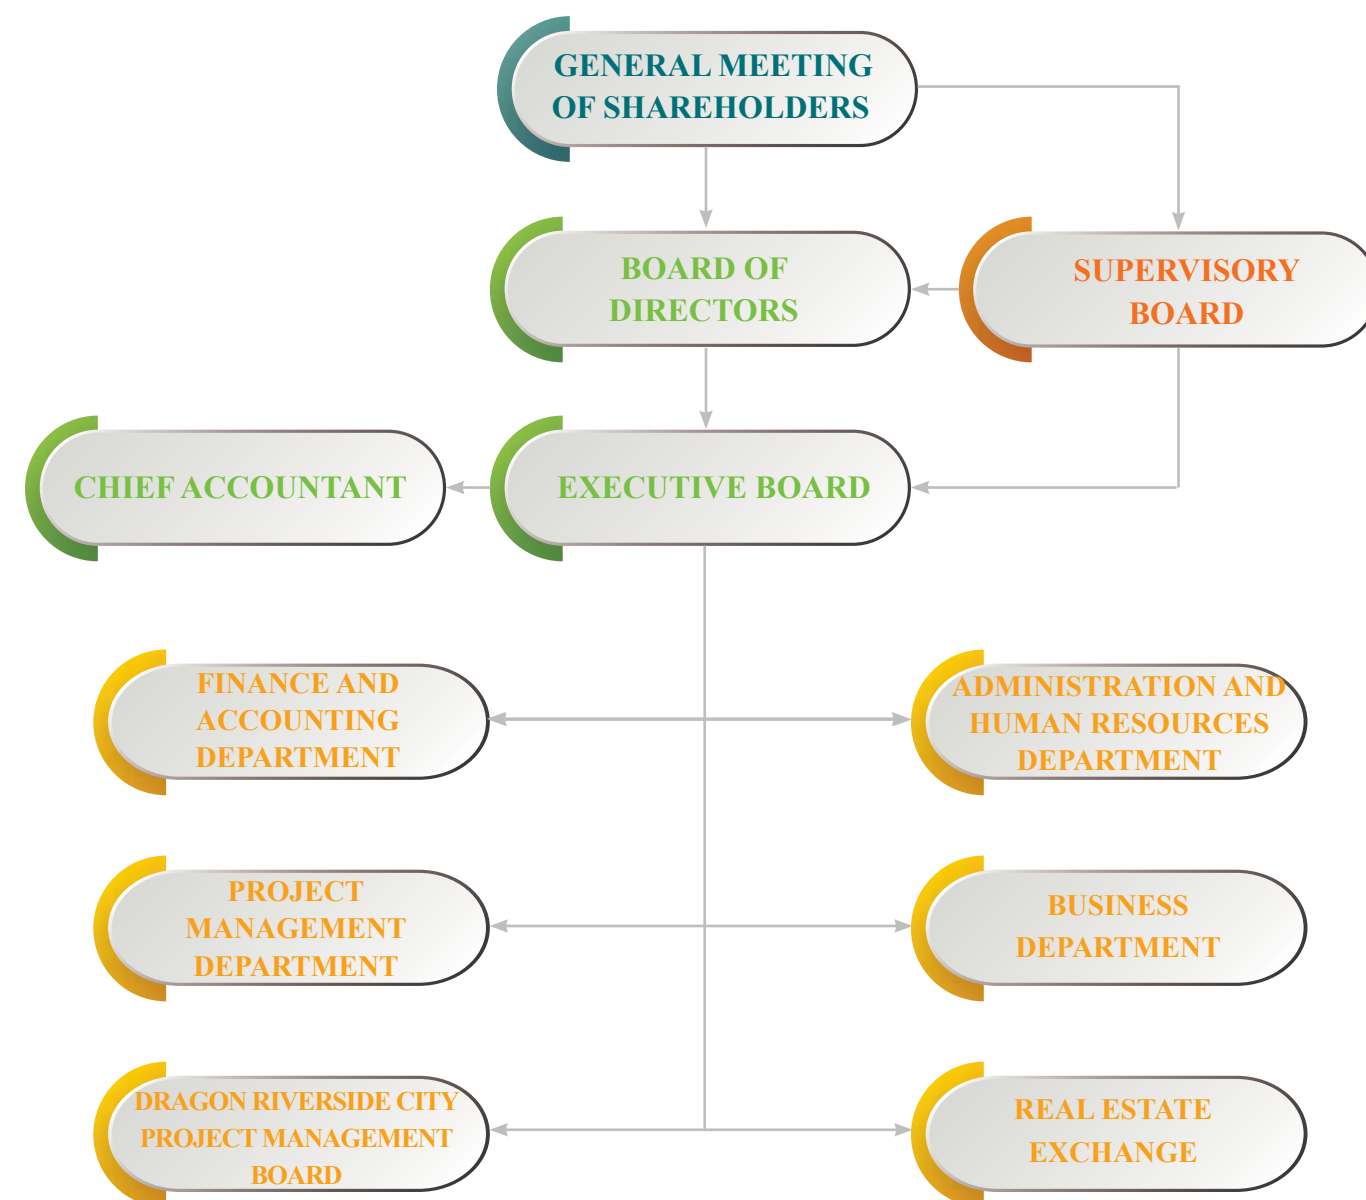 GENERAL MEETING
OF SHAREHOLDERS
BOARD OF
DIRECTORS
SUPERVISORY
BOARD
CHIEF ACCOUNTANT
EXECUTIVE BOARD
FINANCE AND
ACCOUNTING
DEPARTMENT
ADMINISTRATION AND
HUMAN RESOURCES
DEPARTMENT
PROJECT
MANAGEMENT
DEPARTMENT
BUSINESS
DEPARTMENT
DRAGON RIVERSIDE CITY
PROJECT MANAGEMENT
BOARD
REAL ESTATE
EXCHANGE